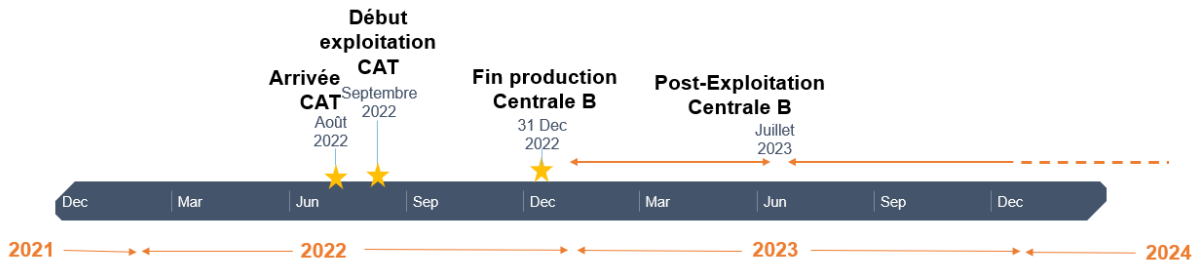 Début
exploitation
CAT
Septembre
2022
Arrivée
CAT
Août
2022
Fin production
Centrale B
31 Dec
2022
Post-Exploitation
Centrale B
Juillet
2023
Dec
Mar
Jun
Sep
Dec
Mar
Jun
Sep
Dec
2021
2022
2023
2024